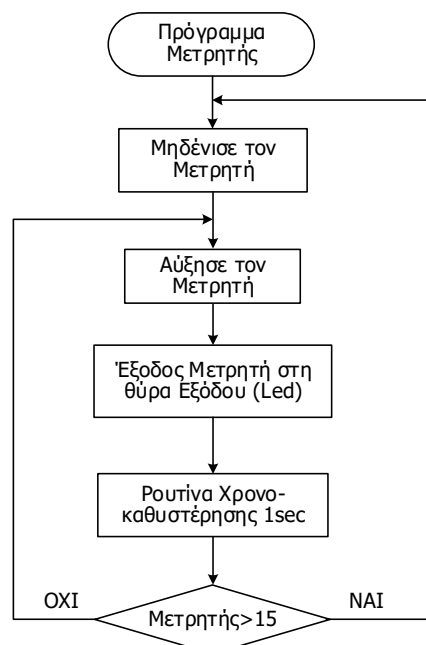 Πρόγραμμα
Μετρητής
Μηδένισε τον
Μετρητή
Αύξησε τον
Μετρητή
Έξοδος Μετρητή στη
θύρα Εξόδου (Led)
Ρουτίνα Χρονο-
καθυστέρησης 1sec
ΟΧΙ
Μετρητής>15
ΝΑΙ